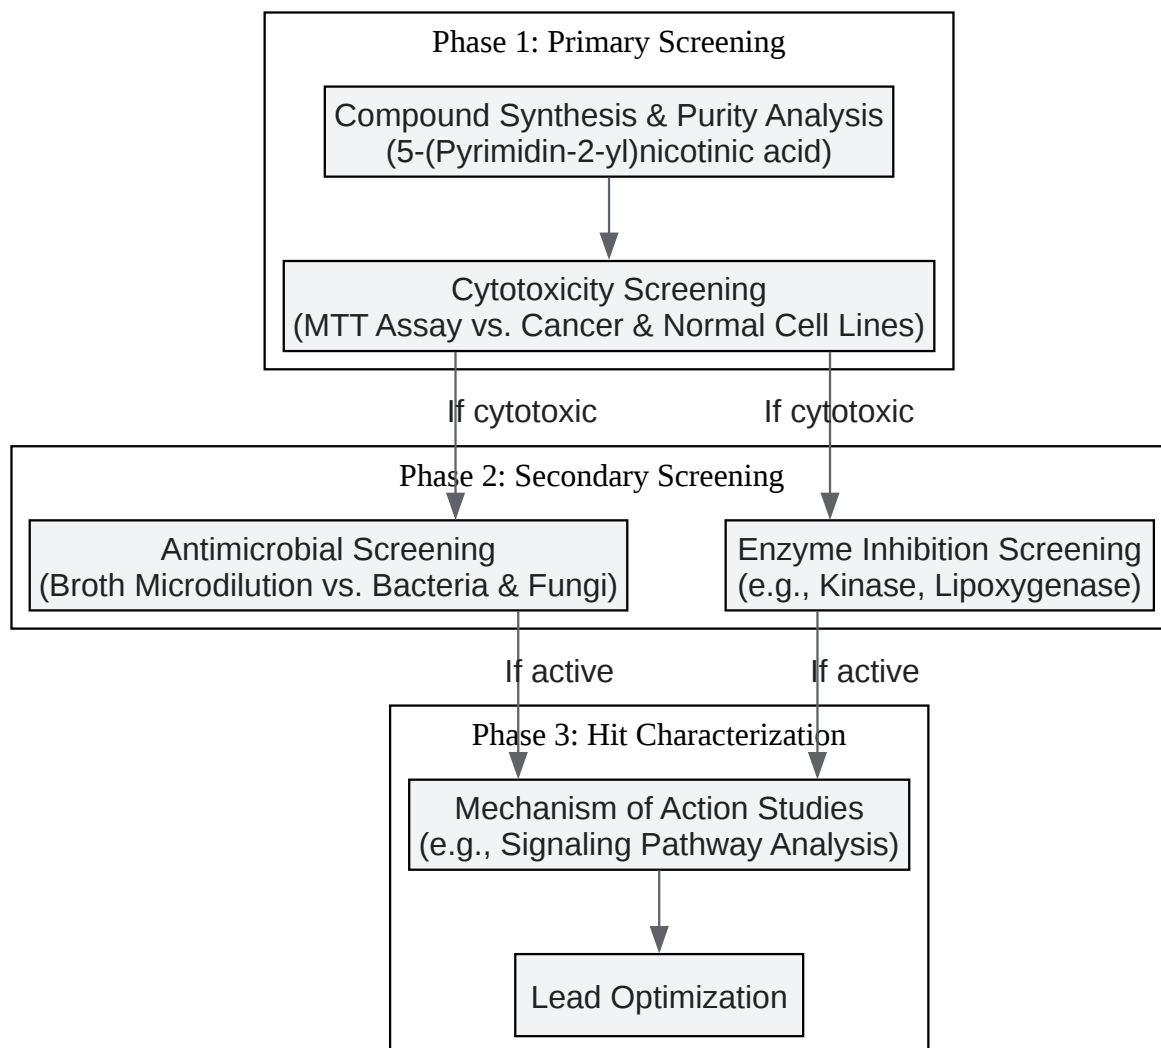 Phase 1: Primary Screening
Compound Synthesis & Purity Analysis
(5-(Pyrimidin-2-yl)nicotinic acid)
Cytotoxicity Screening
(MTT Assay vs. Cancer & Normal Cell Lines)
If cytotoxic
If cytotoxic
Phase 2: Secondary Screening
Antimicrobial Screening
(Broth Microdilution vs. Bacteria & Fungi)
Enzyme Inhibition Screening
(e.g., Kinase, Lipoxygenase)
If active
If active
Phase 3: Hit Characterization
Mechanism of Action Studies
(e.g., Signaling Pathway Analysis)
Lead Optimization